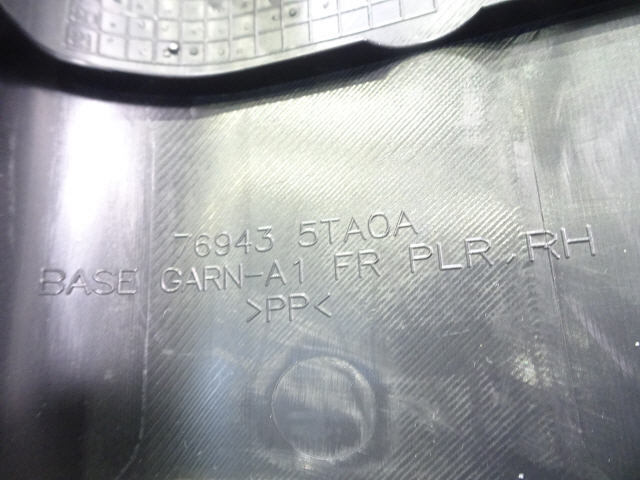 76943 5TA0A
BASE GARN-A1 FR PLR, RH
>PP<